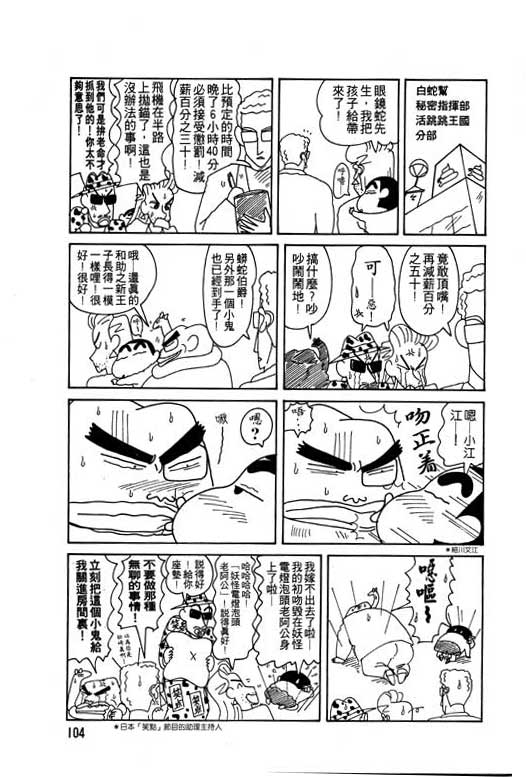 白蛇幫
秘密指揮部
活跳跳王國
分部
眼鏡蛇先
生，我把
孩子給帶
來了！
比預定的時間
晚了6小時40分
必須接受懲罰！減
薪百分之三十！
飛機在半路
上拋錨了，這也是
沒辦法的事啊！
我們可是拚老命才
抓到他的！你太不
夠意思了！
竟敢頂嘴！
再減薪百分
之五十！
可—惡！
搞什麼？吵
吵鬧鬧地！
蟒蛇伯爵！
另外那一個小鬼
也已經到手了！
哦，還真的
和助之新王
子長得一模
一樣哩！很
好！很好！
嗯，小江
江—！
吻正着
唔…
＊細川文江
嗯？
嘔嘔～
我嫁不出去了啦—
我的初吻毀在妖怪
電燈泡頭老阿公身
上了啦—
哈哈哈哈！
「妖怪電燈泡頭
老阿公」！說得真好！
說得好！
給你一個
座墊！
笑点
笑点
不要做那種
無聊的事情！
立刻把這個小鬼給
我關進房間裏！
＊日本「笑點」節目的助理主持人
104